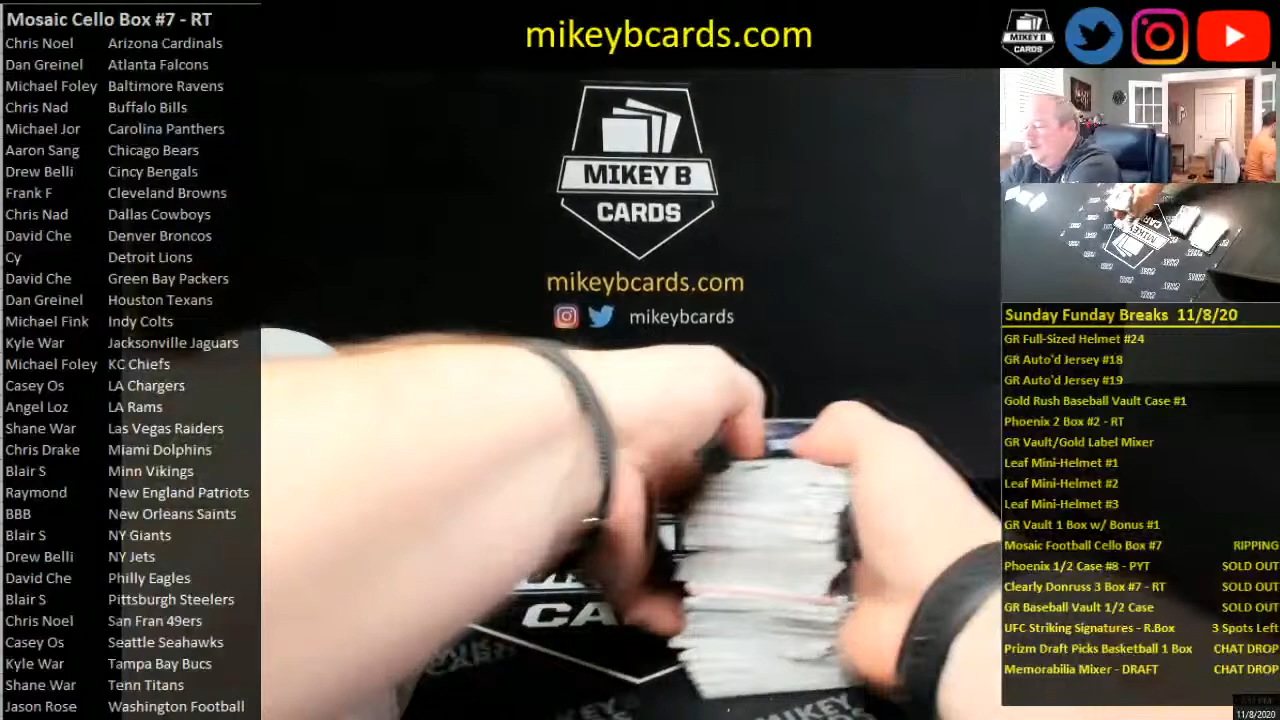 Mosaic Cello Box #7 - RT
Chris Noel Arizona Cardinals
Dan Greinel Atlanta Falcons
Michael Foley Baltimore Ravens
Chris Nad Buffalo Bills
Michael Jor Carolina Panthers
Aaron Sang Chicago Bears
Drew Belli Cincy Bengals
Frank F Cleveland Browns
Chris Nad Dallas Cowboys
David Che Denver Broncos
Cy Detroit Lions
David Che Green Bay Packers
Dan Greinel Houston Texans
Michael Fink Indy Colts
Kyle War Jacksonville Jaguars
Michael Foley KC Chiefs
Casey Os LA Chargers
Angel Loz LA Rams
Shane War Las Vegas Raiders
Chris Drake Miami Dolphins
Blair S Minn Vikings
Raymond New England Patriots
BBB New Orleans Saints
Blair S NY Giants
Drew Belli NY Jets
David Che Philly Eagles
Blair S Pittsburgh Steelers
Chris Noel San Fran 49ers
Casey Os Seattle Seahawks
Kyle War Tampa Bay Bucs
Shane War Tenn Titans
Jason Rose Washington Football
mikeybcards.com
MIKEY B
CARDS
mikeybcards.com
mikeybcards
CA
MIKEY B
CARDS
Sunday Funday Breaks 11/8/20
GR Full-Sized Helmet #24
GR Auto'd Jersey #18
GR Auto'd Jersey #19
Gold Rush Baseball Vault Case #1
Phoenix 2 Box #2 - RT
GR Vault/Gold Label Mixer
Leaf Mini-Helmet #1
Leaf Mini-Helmet #2
Leaf Mini-Helmet #3
GR Vault 1 Box w/ Bonus #1
Mosaic Football Cello Box #7 RIPPING
Phoenix 1/2 Case #8 - PYT SOLD OUT
Clearly Donruss 3 Box #7 - RT SOLD OUT
GR Baseball Vault 1/2 Case SOLD OUT
UFC Striking Signatures - R.Box 3 Spots Left
Prizm Draft Picks Basketball 1 Box CHAT DROP
Memorabilia Mixer - DRAFT CHAT DROP
11/8/2020